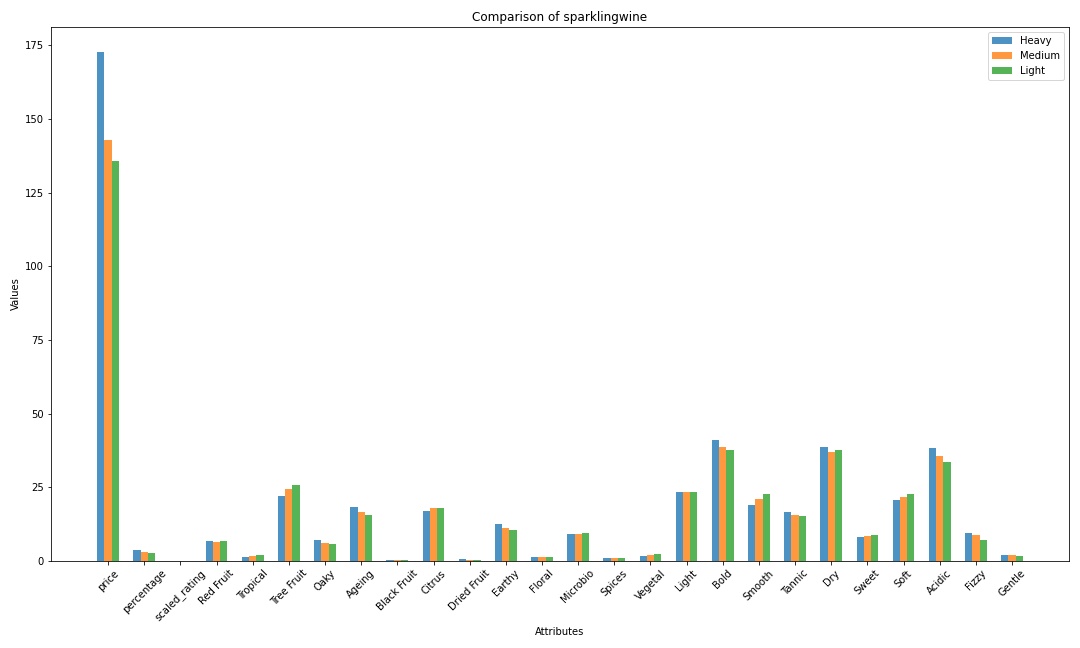 Comparison of sparklingwine
Heavy
Medium
Light
175
150
125
100
75
50
25
0
Values
price
percentage
scaled_rating
Red Fruit
Tropical
Tree Fruit
Oaky
Ageing
Black Fruit
Citrus
Dried Fruit
Earthy
Floral
Microbio
Spices
Vegetal
Light
Bold
Smooth
Tannic
Dry
Sweet
Soft
Acidic
Fizzy
Gentle
Attributes